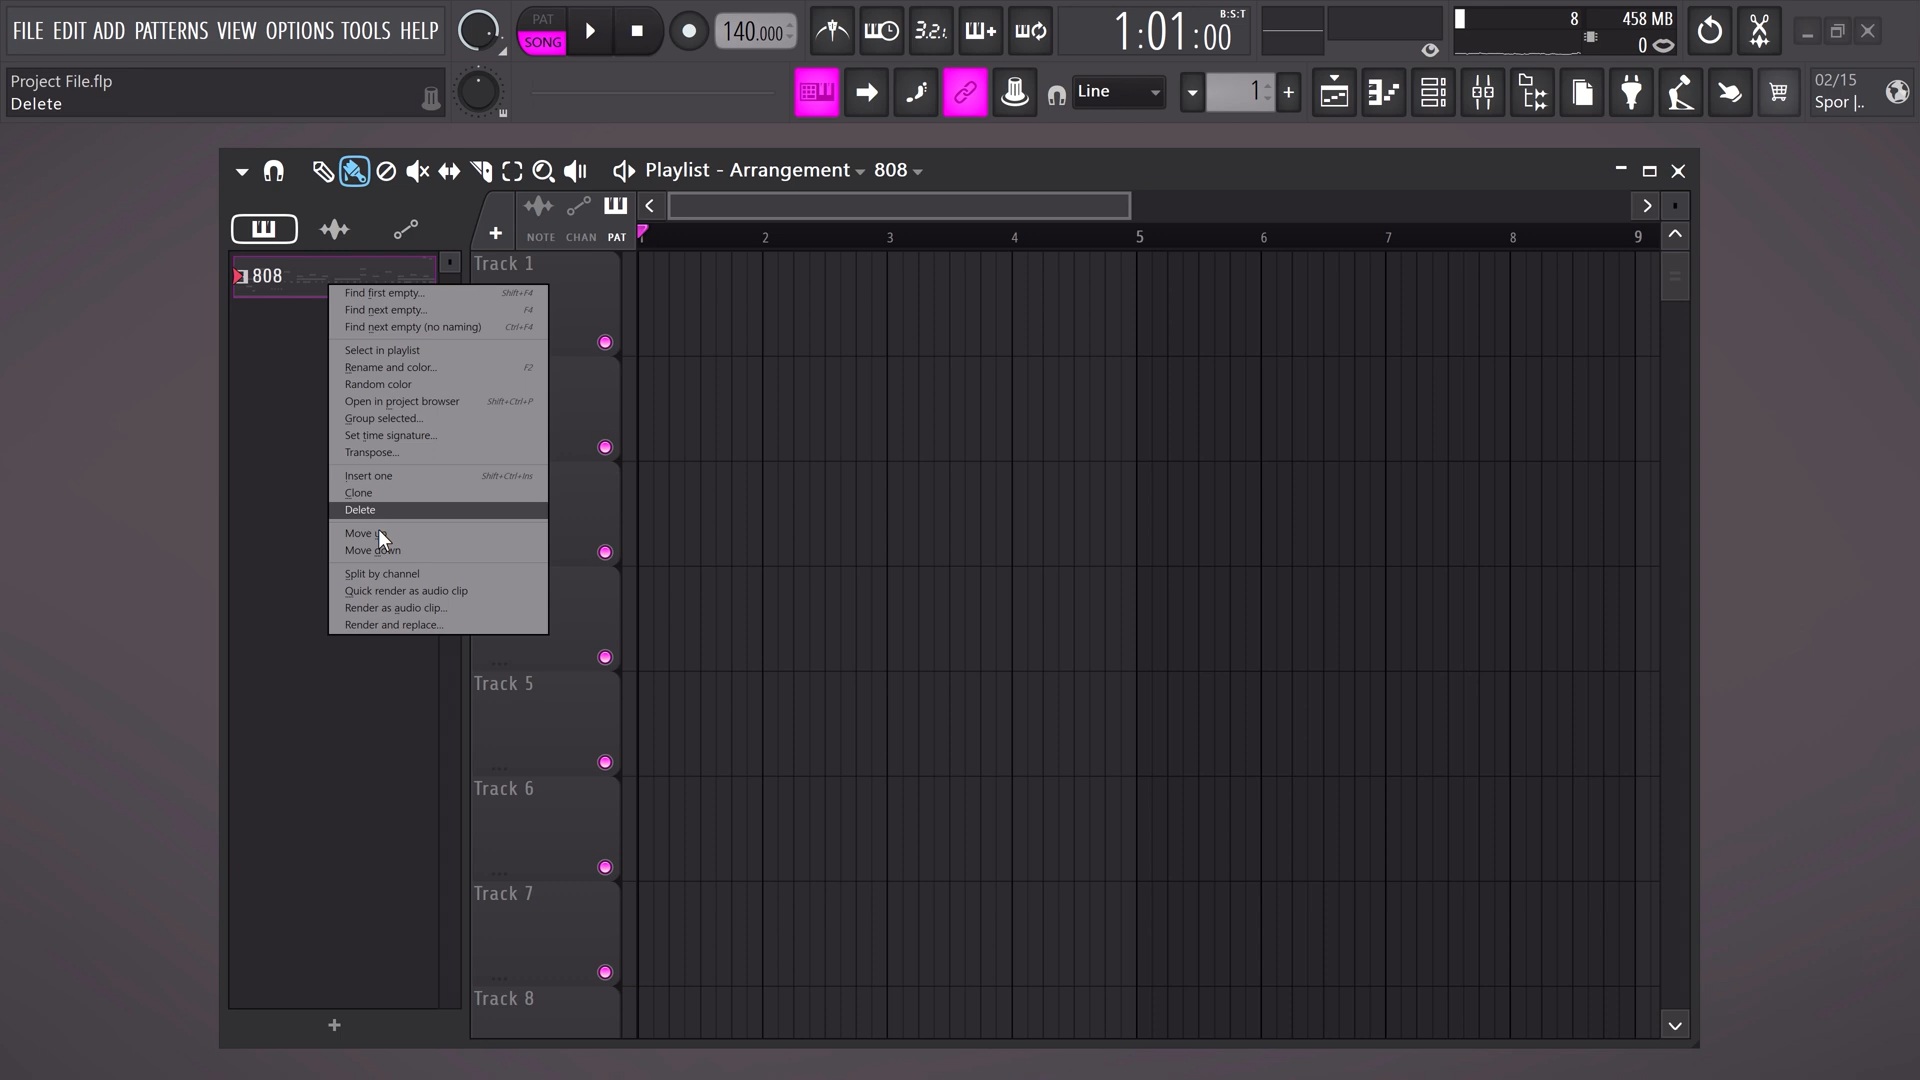 FILE EDIT ADD PATTERNS VIEW OPTIONS TOOLS HELP
PAT
SONG
140.000
3.2.
1:01:00
B:S:T
8
458 MB
0
Project File.flp
Delete
Line
1
02/15
Spor |..
Playlist - Arrangement 808
NOTE CHAN PAT
1 2 3 4 5 6 7 8 9
808
Find first empty... Shift+F4
Find next empty... F4
Find next empty (no naming) Ctrl+F4
Select in playlist
Rename and color... F2
Random color
Open in project browser Shift+Ctrl+P
Group selected...
Set time signature...
Transpose...
Insert one Shift+Ctrl+Ins
Clone
Delete
Move up
Move down
Split by channel
Quick render as audio clip
Render as audio clip...
Render and replace...
Track 1
Track 5
Track 6
Track 7
Track 8